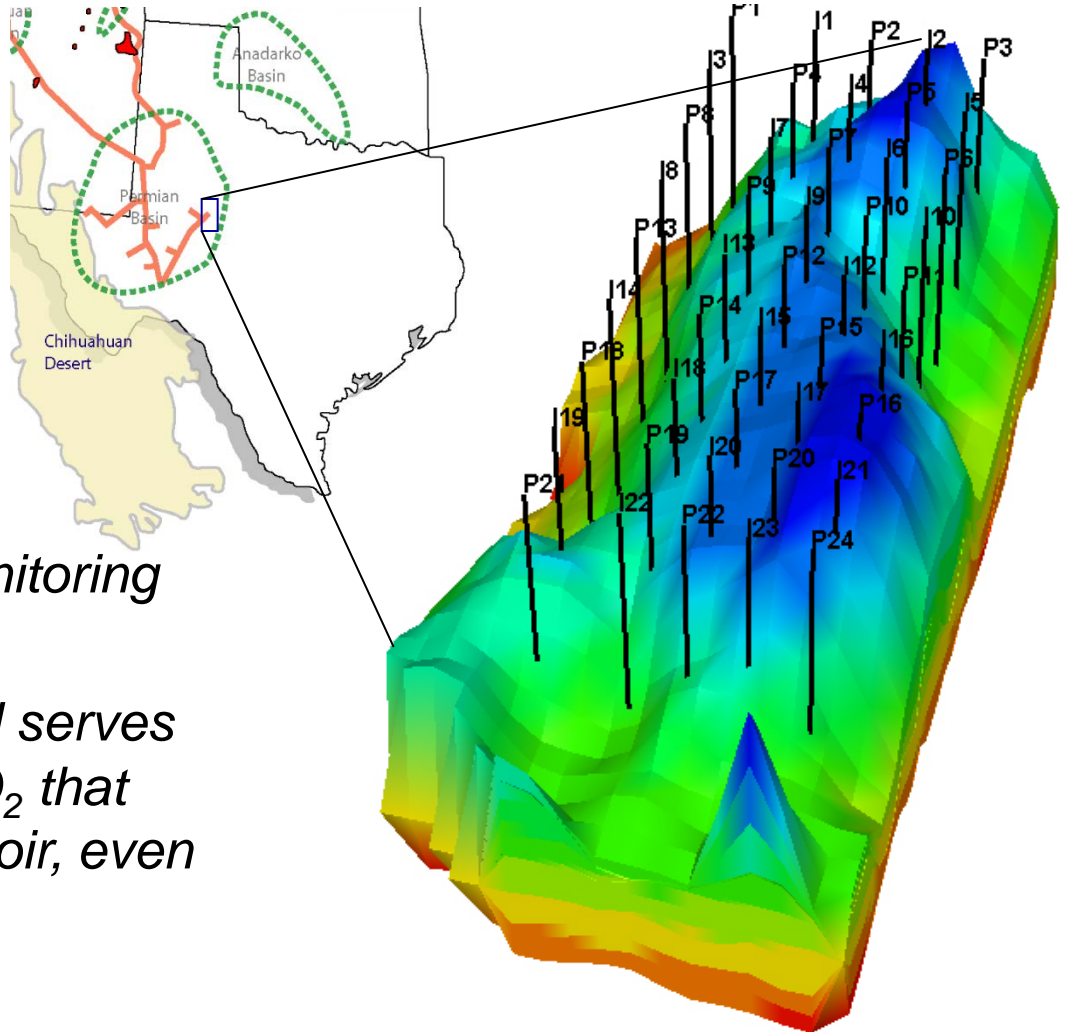 Anadarko
Basin
Permian
Basin
Chihuahuan
Desert
nitoring
serves
O₂ that
oir, even
P1
I1
P2
I2
P3
I3
P4
I4
P5
I5
P8
I7
P7
I6
P6
I8
P9
I9
P10
I10
P13
I13
P12
I12
P11
I14
P14
I15
P15
I16
P18
I18
P17
I17
P16
I19
P19
I20
P20
I21
P2
I22
P22
I23
P24